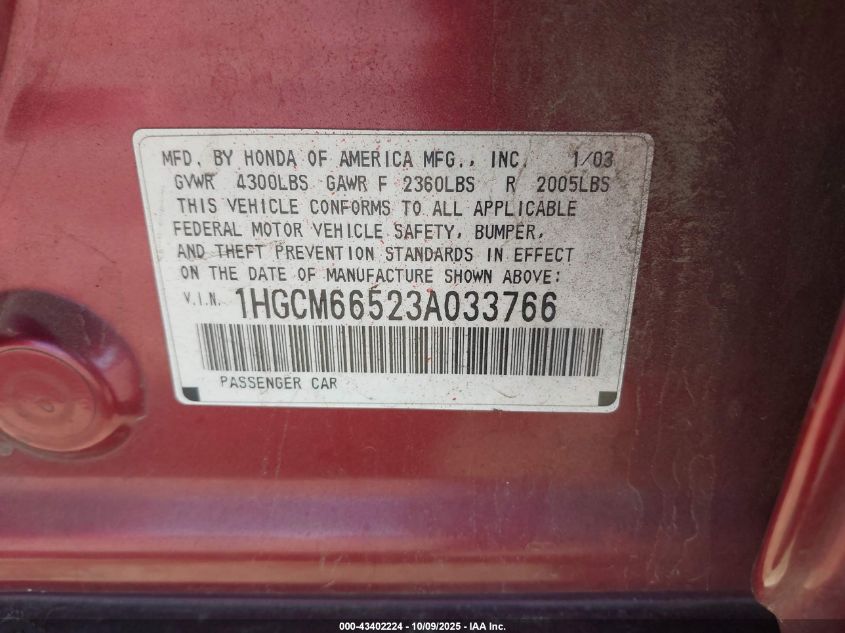 MFD. BY HONDA OF AMERICA MFG., INC. 1/03
GVWR 4300LBS GAWR F 2360LBS R 2005LBS
THIS VEHICLE CONFORMS TO ALL APPLICABLE
FEDERAL MOTOR VEHICLE SAFETY, BUMPER,
AND THEFT PREVENTION STANDARDS IN EFFECT
ON THE DATE OF MANUFACTURE SHOWN ABOVE:
V.I.N. 1HGCM66523A033766
PASSENGER CAR
000-43402224 - 10/09/2025 - IAA Inc.